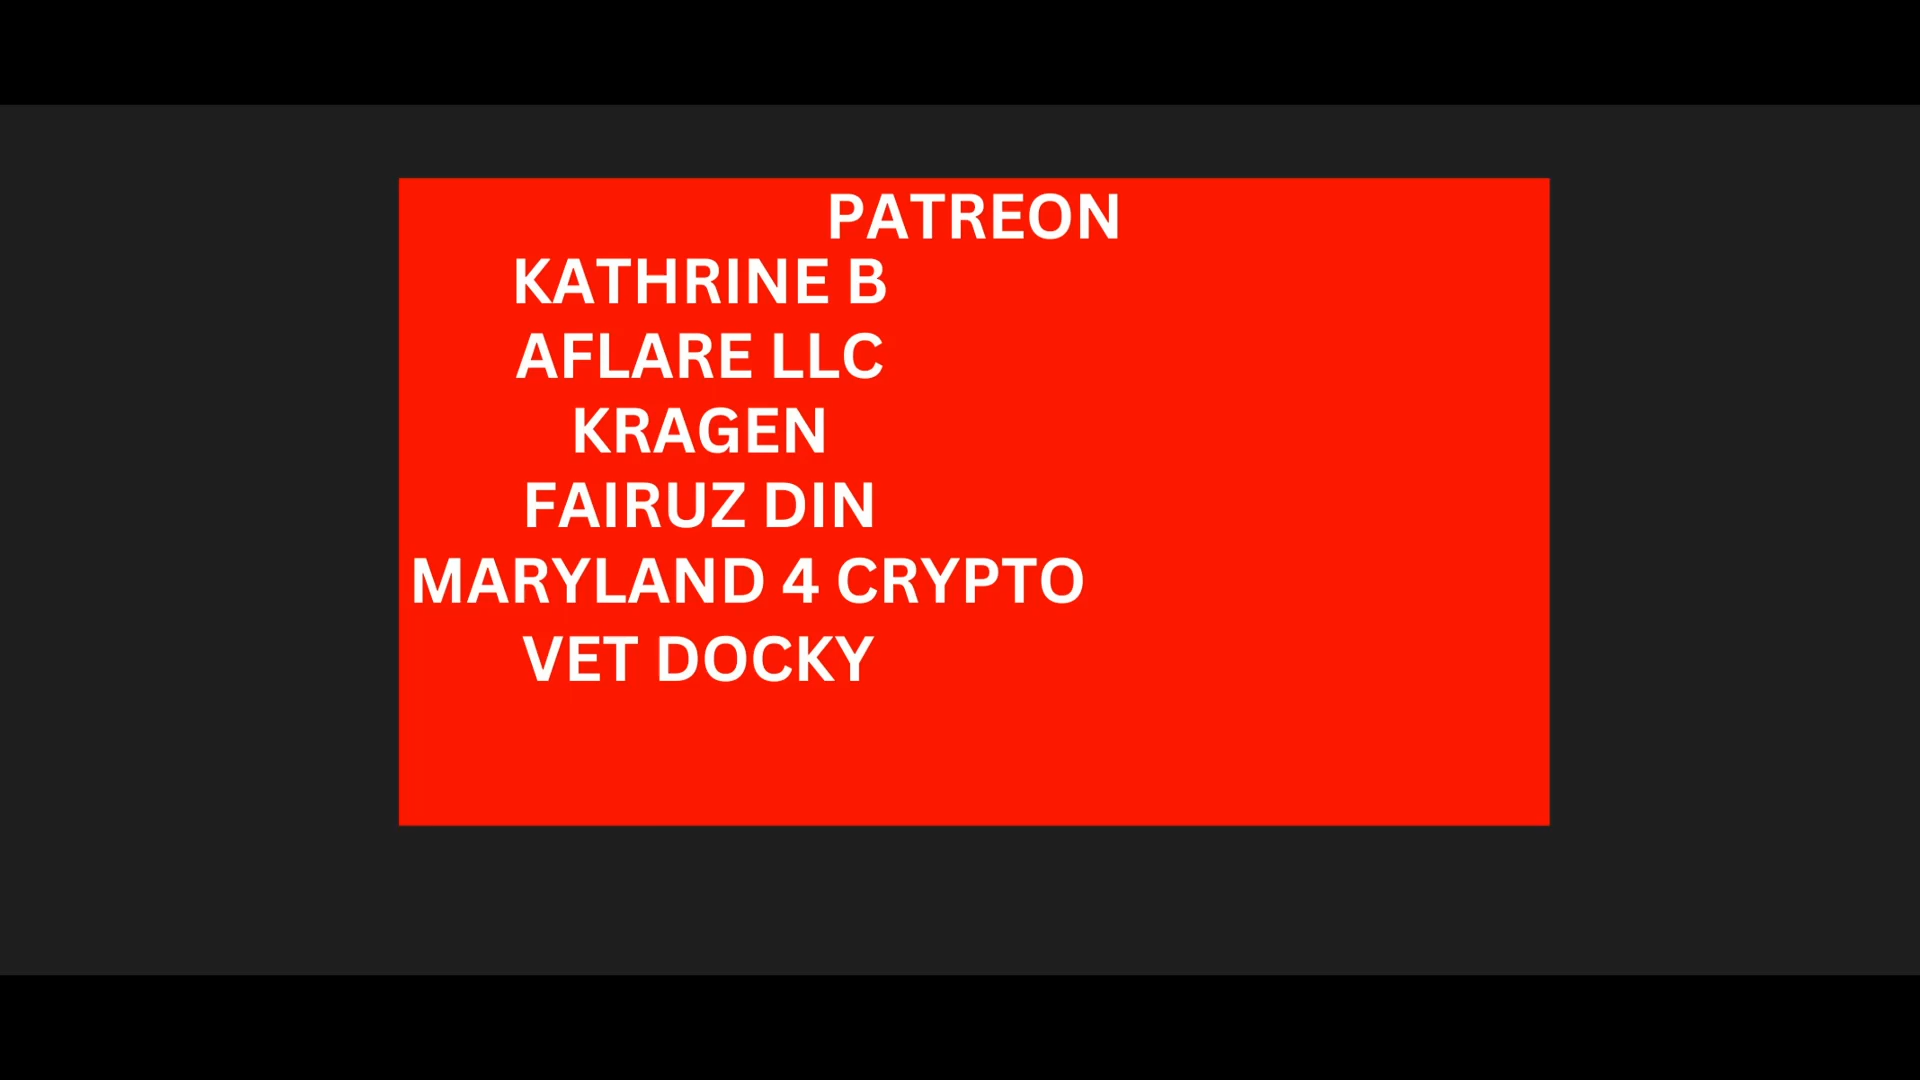 PATREON
KATHRINE B
AFLARE LLC
KRAGEN
FAIRUZ DIN
MARYLAND 4 CRYPTO
VET DOCKY